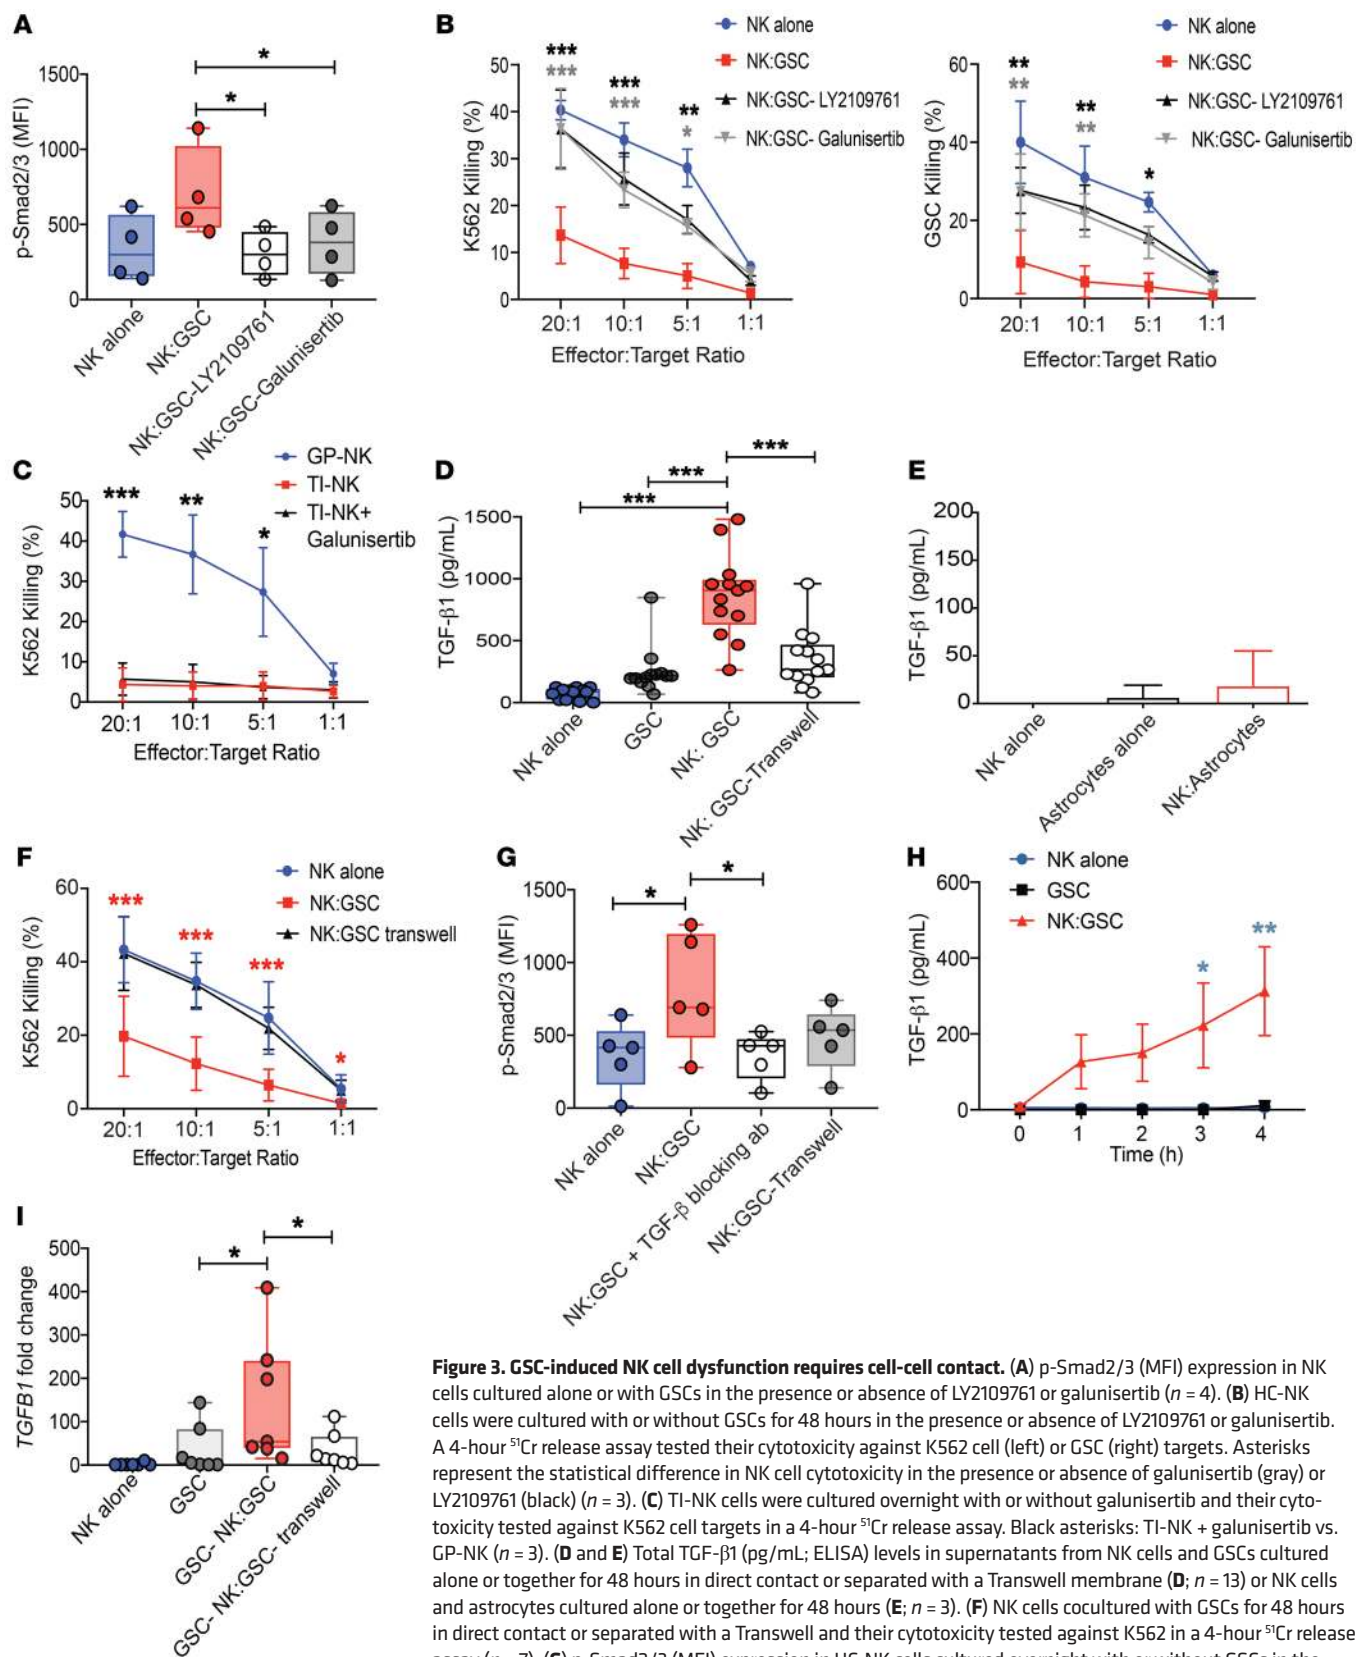 A
p-Smad2/3 (MFI)
1500
1000
500
0
*
*
NK alone
NK:GSC
NK:GSC-LY2109761
NK:GSC-Galunisertib
B
NK alone
NK:GSC
NK:GSC- LY2109761
NK:GSC- Galunisertib
K562 Killing (%)
50
40
30
20
10
0
***
***
***
***
**
*
20:1 10:1 5:1 1:1
Effector:Target Ratio
NK alone
NK:GSC
NK:GSC- LY2109761
NK:GSC- Galunisertib
GSC Killing (%)
60
40
20
0
**
**
**
**
*
20:1 10:1 5:1 1:1
Effector:Target Ratio
C
GP-NK
TI-NK
TI-NK+
Galunisertib
K562 Killing (%)
50
40
30
20
10
0
*** ** *
20:1 10:1 5:1 1:1
Effector:Target Ratio
D
TGF-β1 (pg/mL)
1500
1000
500
0
***
***
***
NK alone
GSC
NK: GSC
NK: GSC-Transwell
E
TGF-β1 (pg/mL)
200
150
100
50
0
NK alone
Astrocytes alone
NK:Astrocytes
F
NK alone
NK:GSC
NK:GSC transwell
K562 Killing (%)
60
40
20
0
*** *** *** *
20:1 10:1 5:1 1:1
Effector:Target Ratio
G
p-Smad2/3 (MFI)
1500
1000
500
0
*
*
NK alone
NK:GSC
NK:GSC + TGF-β blocking ab
NK:GSC-Transwell
H
NK alone
GSC
NK:GSC
TGF-β1 (pg/mL)
600
400
200
0
* **
0 1 2 3 4
Time (h)
I
TGFB1 fold change
500
400
300
200
100
0
*
*
NK alone
GSC
GSC- NK:GSC
GSC- NK:GSC- transwell
Figure 3. GSC-induced NK cell dysfunction requires cell-cell contact. (A) p-Smad2/3 (MFI) expression in NK
cells cultured alone or with GSCs in the presence or absence of LY2109761 or galunisertib (n = 4). (B) HC-NK
cells were cultured with or without GSCs for 48 hours in the presence or absence of LY2109761 or galunisertib.
A 4-hour ⁵¹Cr release assay tested their cytotoxicity against K562 cell (left) or GSC (right) targets. Asterisks
represent the statistical difference in NK cell cytotoxicity in the presence or absence of galunisertib (gray) or
LY2109761 (black) (n = 3). (C) TI-NK cells were cultured overnight with or without galunisertib and their cyto-
toxicity tested against K562 cell targets in a 4-hour ⁵¹Cr release assay. Black asterisks: TI-NK + galunisertib vs.
GP-NK (n = 3). (D and E) Total TGF-β1 (pg/mL; ELISA) levels in supernatants from NK cells and GSCs cultured
alone or together for 48 hours in direct contact or separated with a Transwell membrane (D; n = 13) or NK cells
and astrocytes cultured alone or together for 48 hours (E; n = 3). (F) NK cells cocultured with GSCs for 48 hours
in direct contact or separated with a Transwell and their cytotoxicity tested against K562 in a 4-hour ⁵¹Cr release